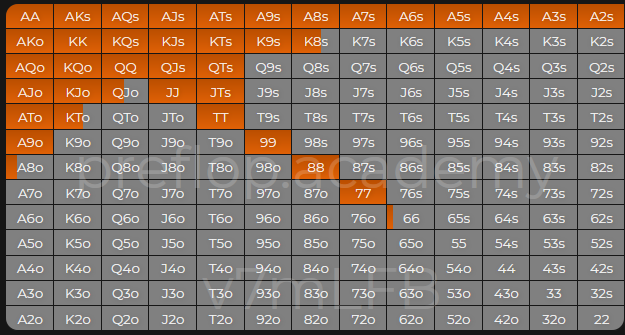 AA AKs AQs AJs ATs A9s A8s A7s A6s A5s A4s A3s A2s
AKo KK KQs KJs KTs K9s K8s K7s K6s K5s K4s K3s K2s
AQo KQo QQ QJs QTs Q9s Q8s Q7s Q6s Q5s Q4s Q3s Q2s
AJo KJo QJo JJ JTs J9s J8s J7s J6s J5s J4s J3s J2s
ATo KTo QTo JTo TT T9s T8s T7s T6s T5s T4s T3s T2s
A9o K9o Q9o J9o T9o 99 98s 97s 96s 95s 94s 93s 92s
A8o K8o Q8o J8o T8o 98o 88 87s 86s 85s 84s 83s 82s
preflop.academy
A7o K7o Q7o J7o T7o 97o 87o 77 76s 75s 74s 73s 72s
A6o K6o Q6o J6o T6o 96o 86o 76o 66 65s 64s 63s 62s
A5o K5o Q5o J5o T5o 95o 85o 75o 65o 55 54s 53s 52s
A4o K4o Q4o J4o T4o 94o 84o 74o 64o 54o 44 43s 42s
v7mLFB
A3o K3o Q3o J3o T3o 93o 83o 73o 63o 53o 43o 33 32s
A2o K2o Q2o J2o T2o 92o 82o 72o 62o 52o 42o 32o 22